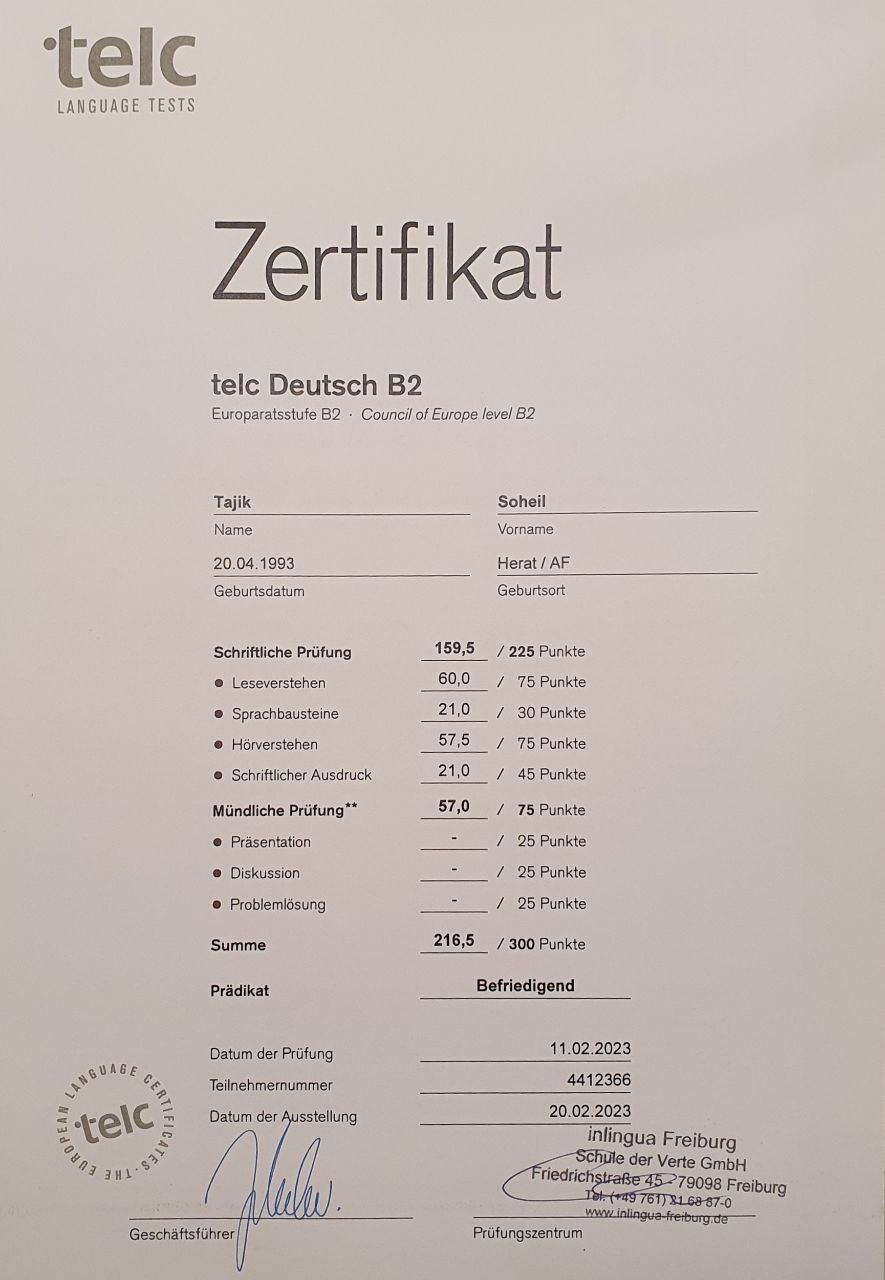 telc
LANGUAGE TESTS
Zertifikat
telc Deutsch B2
Europaratsstufe B2 · Council of Europe level B2
Tajik Soheil
Name Vorname
20.04.1993 Herat / AF
Geburtsdatum Geburtsort
Schriftliche Prüfung 159,5 / 225 Punkte
• Leseverstehen 60,0 / 75 Punkte
• Sprachbausteine 21,0 / 30 Punkte
• Hörverstehen 57,5 / 75 Punkte
• Schriftlicher Ausdruck 21,0 / 45 Punkte
Mündliche Prüfung** 57,0 / 75 Punkte
• Präsentation - / 25 Punkte
• Diskussion - / 25 Punkte
• Problemlösung - / 25 Punkte
Summe 216,5 / 300 Punkte
Prädikat Befriedigend
Datum der Prüfung 11.02.2023
Teilnehmernummer 4412366
Datum der Ausstellung 20.02.2023
telc
THE EUROPEAN LANGUAGE CERTIFICATES
inlingua Freiburg
Schule der Verte GmbH
Friedrichstraße 45 - 79098 Freiburg
Tel. (+49 761) 31 68 87-0
www.inlingua-freiburg.de
Geschäftsführer Prüfungszentrum